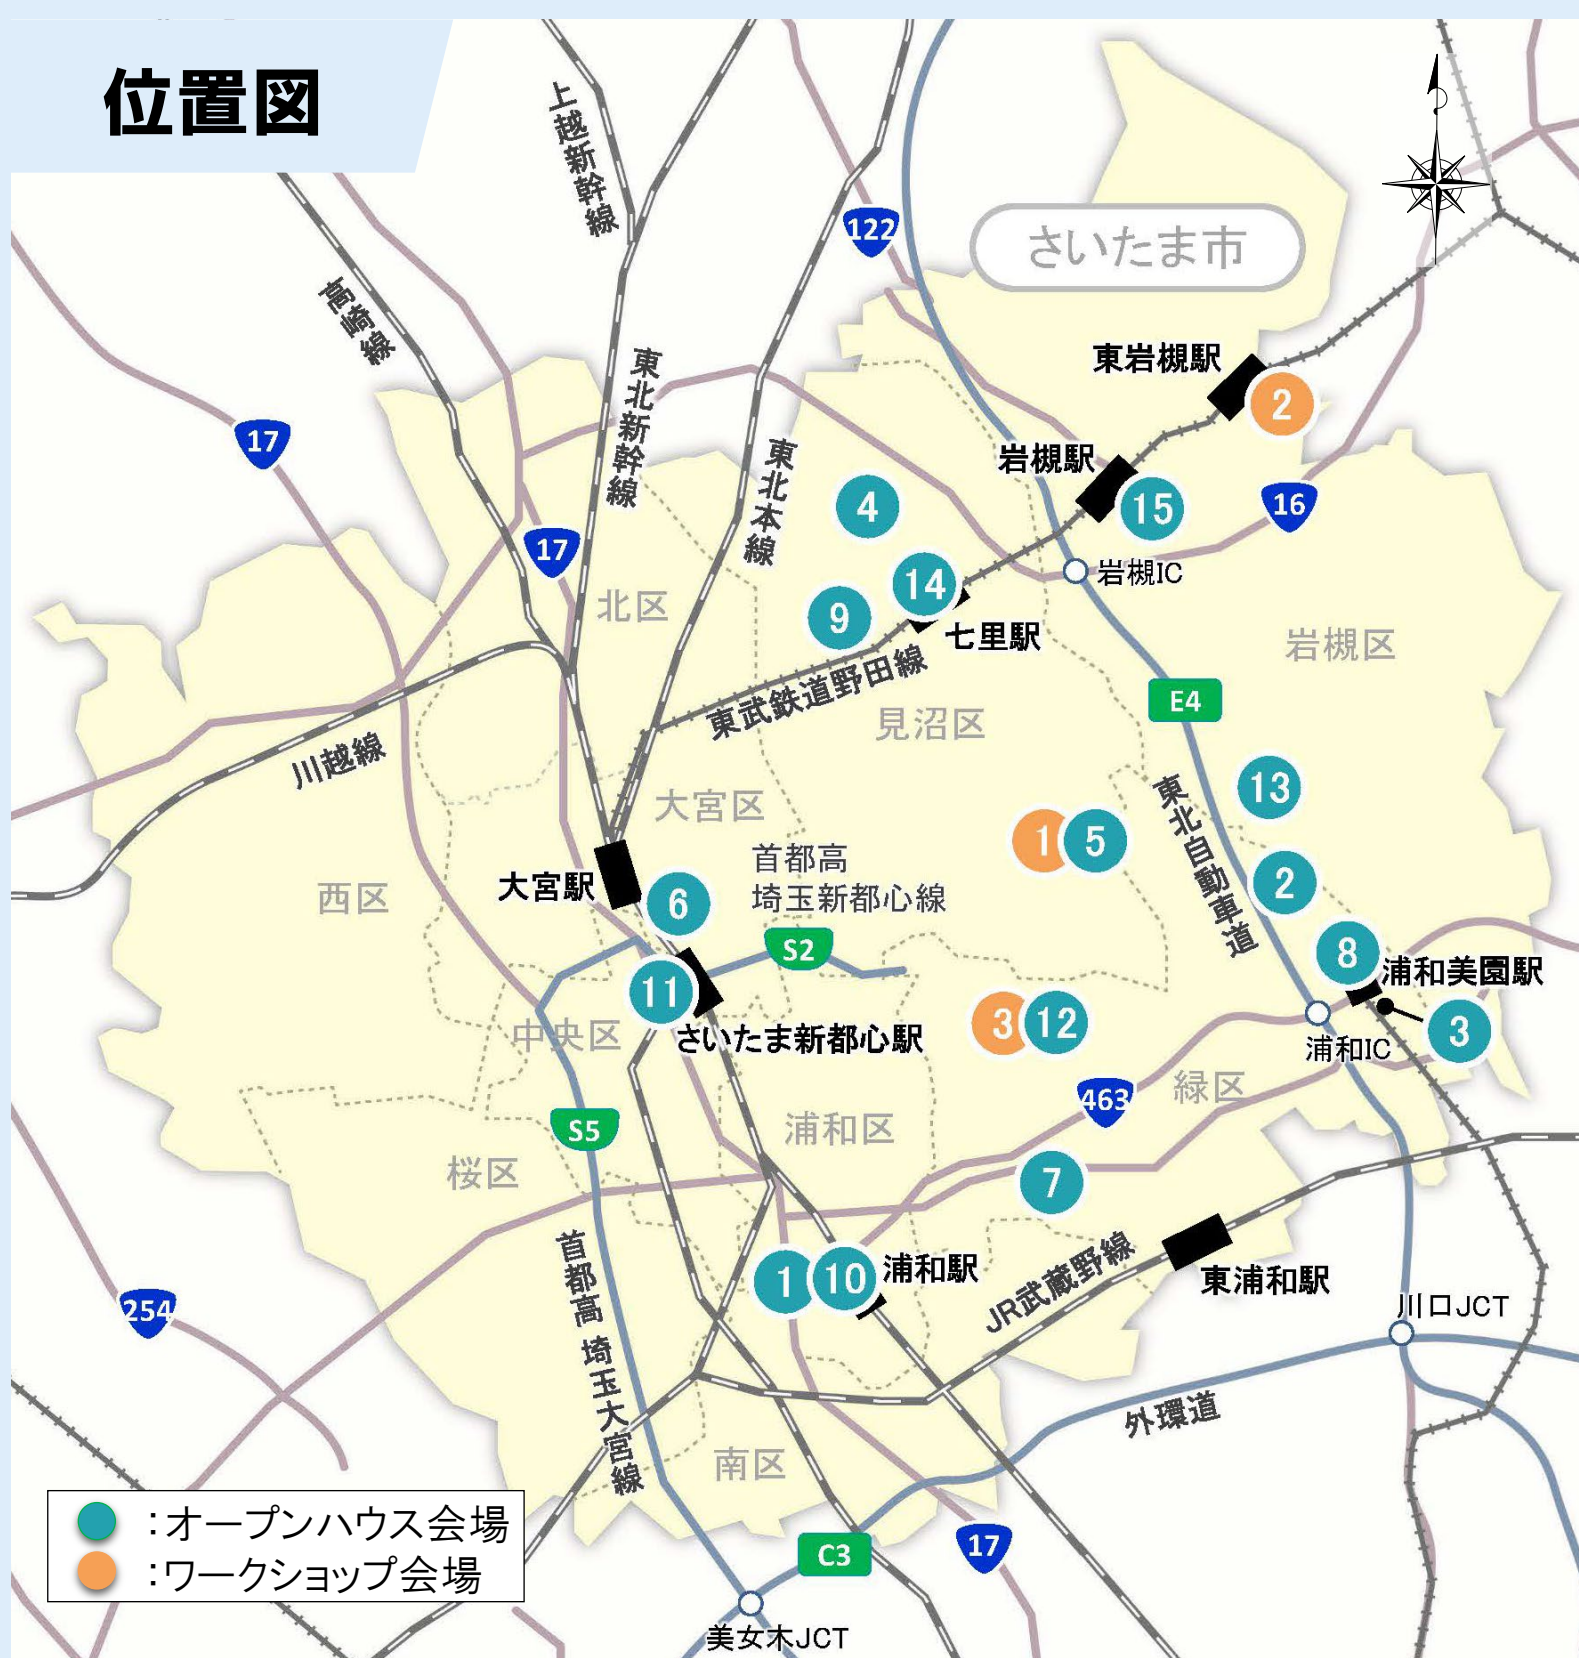 位置図
上越新幹線
122
さいたま市
高崎線
東岩槻駅
2
東北新幹線
17
東北本線
岩槻駅
4
15
16
17
14
岩槻IC
北区
9
七里駅
岩槻区
東武鉄道野田線
E4
見沼区
川越線
13
大宮区
東北自動車道
1
5
首都高
埼玉新都心線
大宮駅
西区
6
2
S2
8
浦和美園駅
11
3
12
3
中央区
さいたま新都心駅
浦和IC
緑区
463
S5
浦和区
桜区
7
首都高 埼玉大宮線
1
10
浦和駅
JR武蔵野線
東浦和駅
254
川口JCT
外環道
南区
:オープンハウス会場
:ワークショップ会場
C3
17
美女木JCT